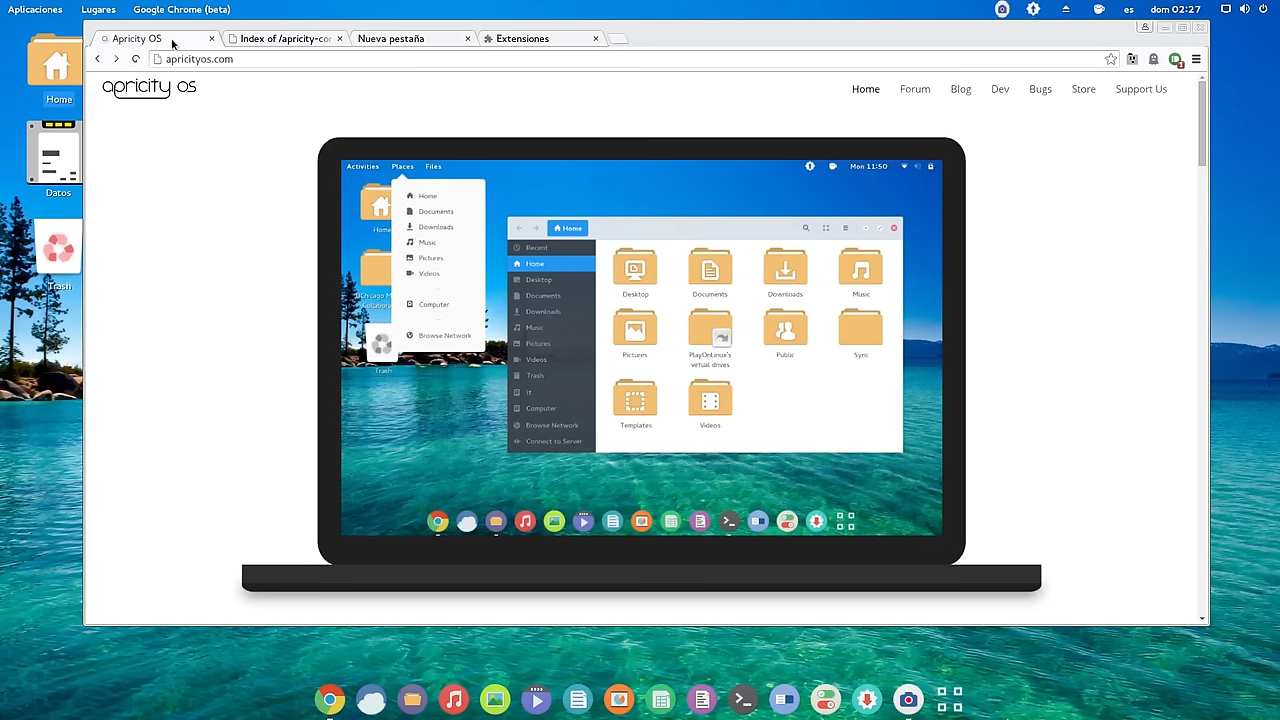 Aplicaciones Lugares Google Chrome (beta) es dom 02:27
Apricity OS Index of /apricity-cor Nueva pestaña Extensiones
apricityos.com
apricity os Home Forum Blog Dev Bugs Store Support Us
Home
Datos
Trash
Activities Places Files Mon 11:50
Home
Documents
Downloads
Music
Pictures
Videos
Computer
Browse Network
Home
Trash
Home
Recent
Home
Desktop
Documents
Downloads
Music
Pictures
Videos
Trash
It
Computer
Browse Network
Connect to Server
Desktop Documents Downloads Music
Pictures PlayOnLinux's Public Sync
virtual drives
Templates Videos